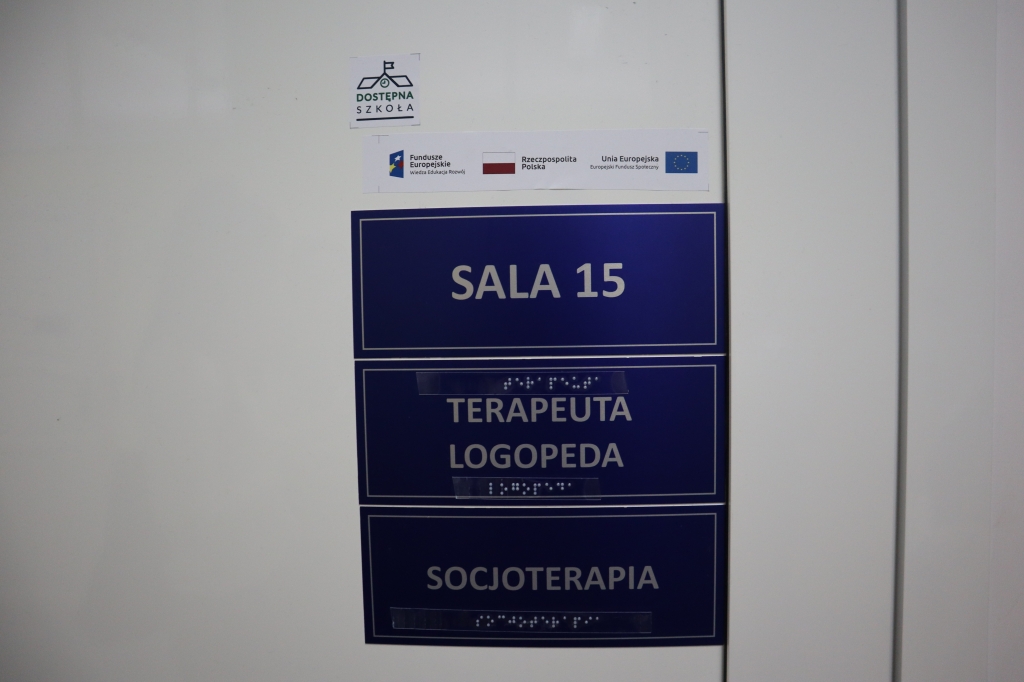 DOSTĘPNA
SZKOŁA
Fundusze
Europejskie
Wiedza Edukacja Rozwój
Rzeczpospolita
Polska
Unia Europejska
Europejski Fundusz Społeczny
SALA 15
⠞⠑⠗⠁⠏⠑⠥⠞⠁
TERAPEUTA
LOGOPEDA
⠇⠕⠛⠕⠏⠑⠙⠁
SOCJOTERAPIA
⠎⠕⠉⠚⠕⠞⠑⠗⠁⠏⠊⠁